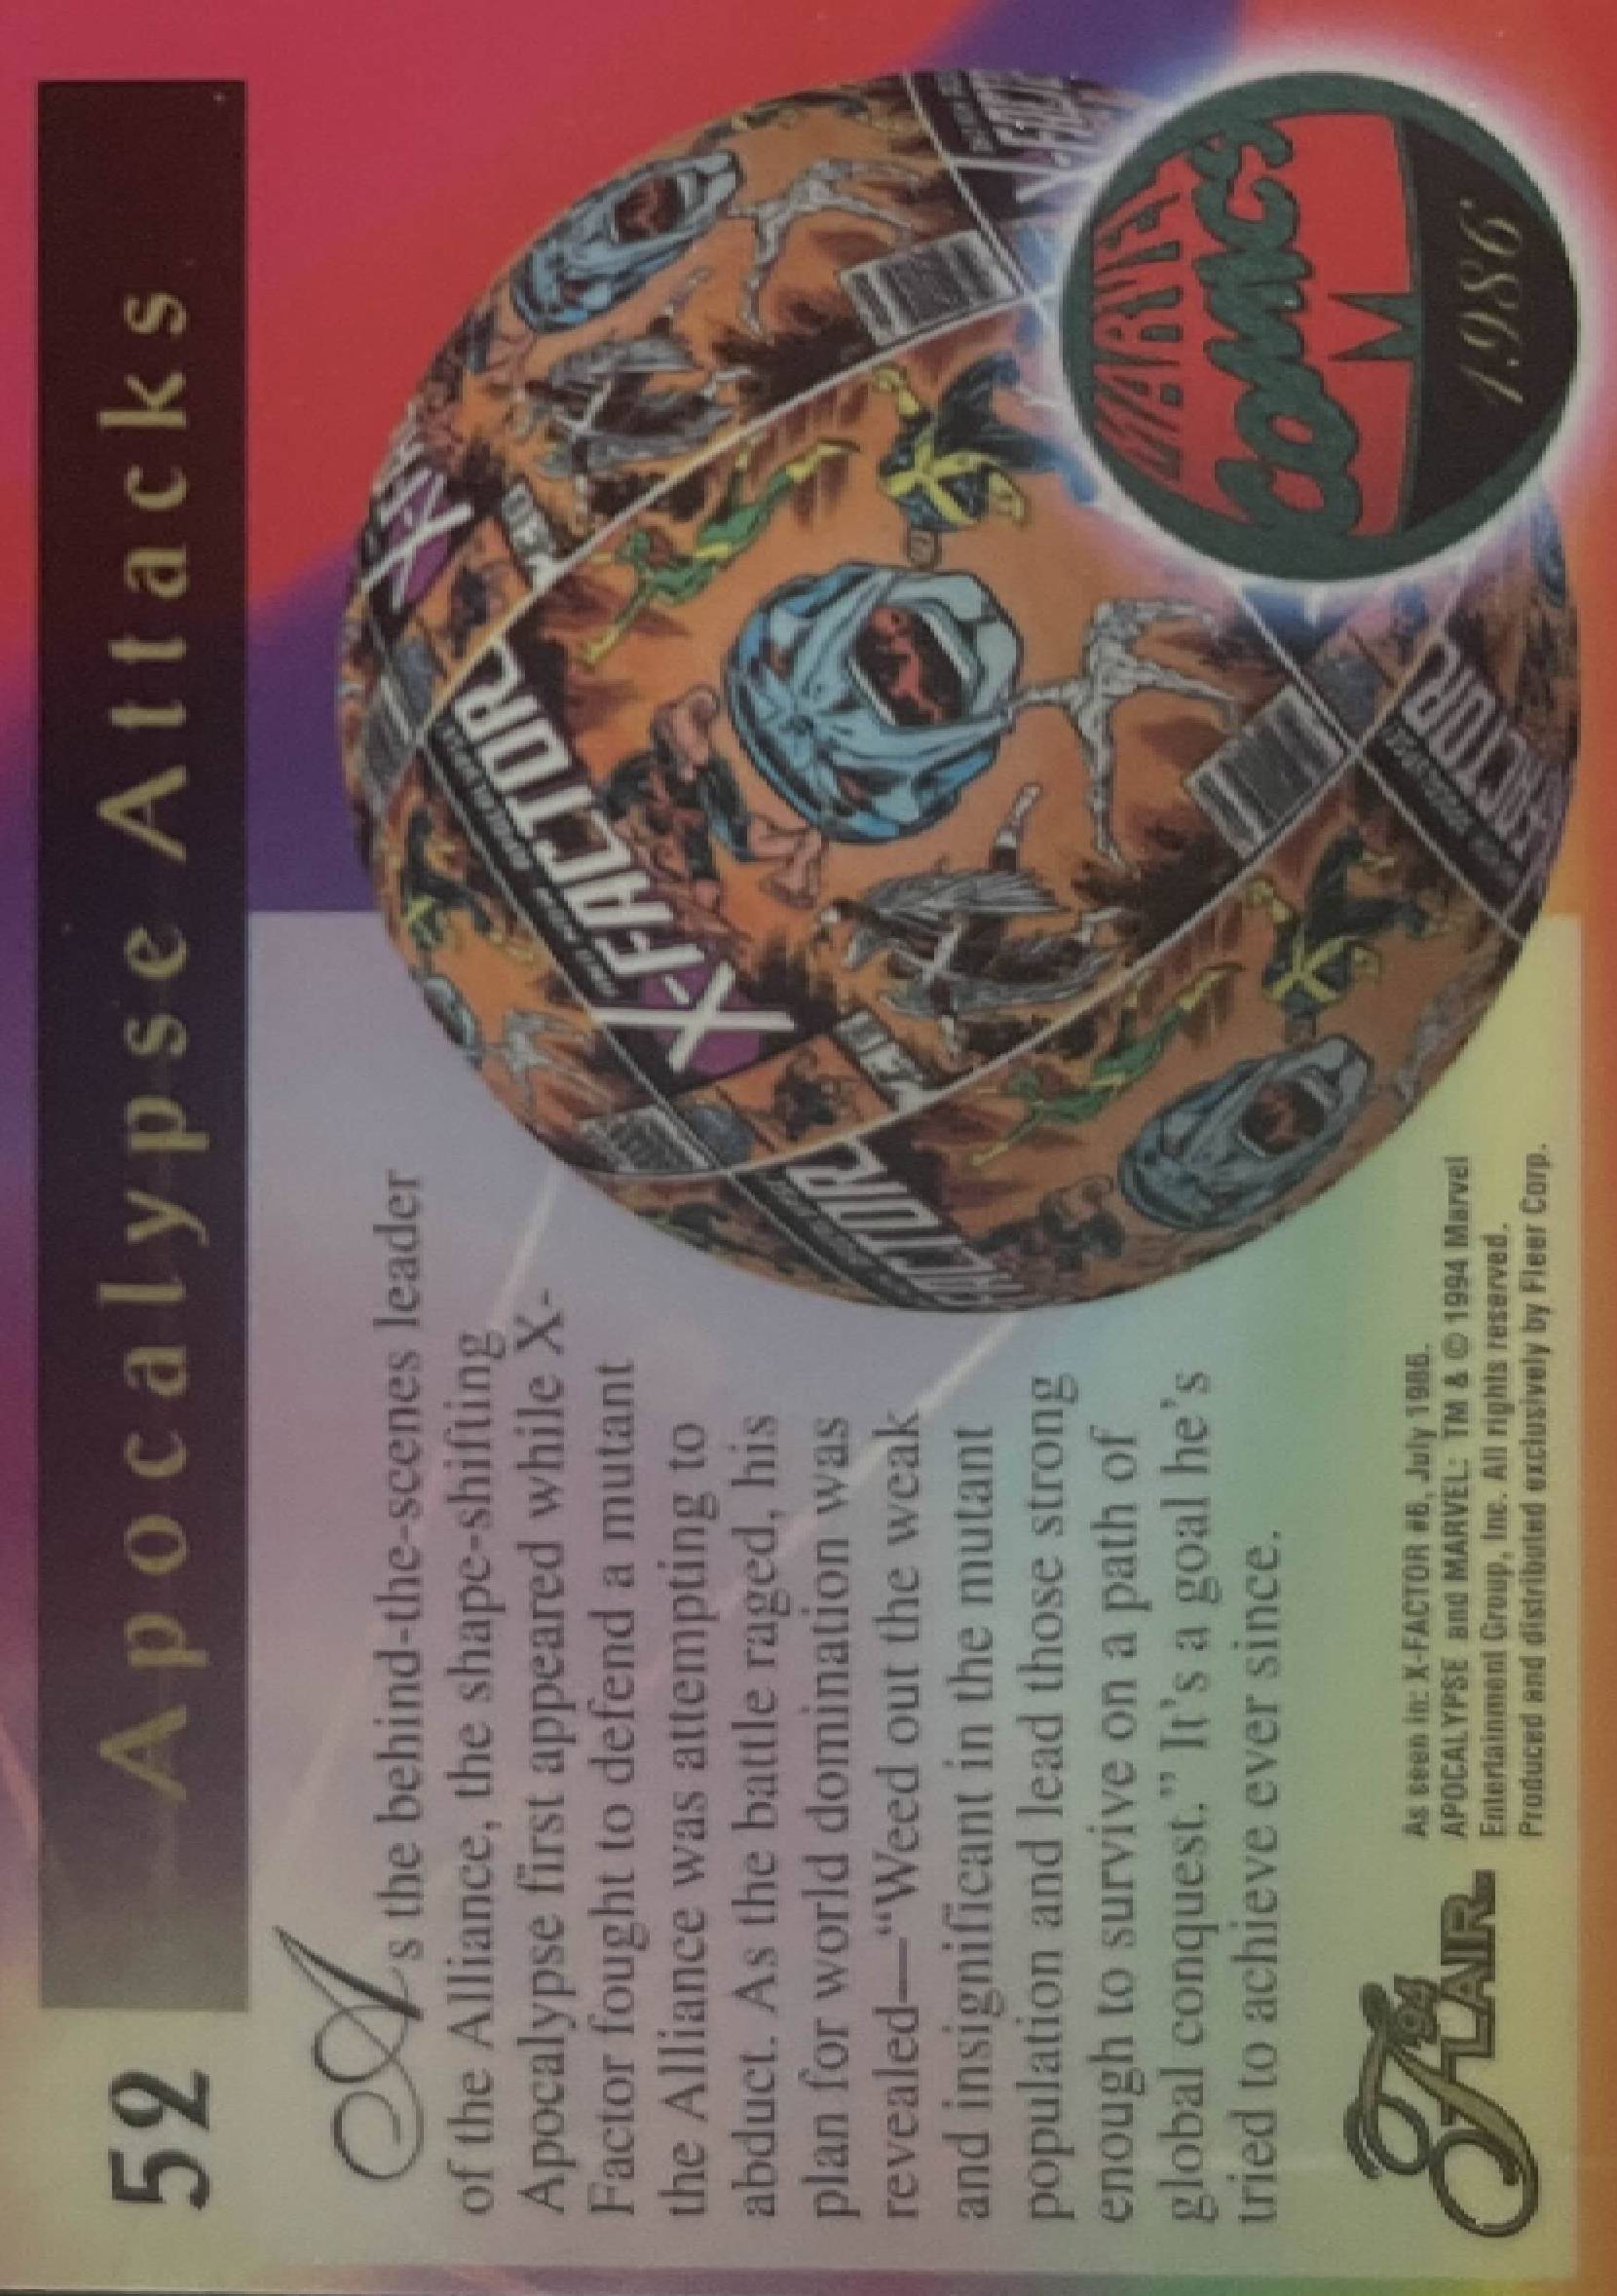 52
Apocalypse Attacks
As the behind-the-scenes leader
of the Alliance, the shape-shifting
Apocalypse first appeared while X-
Factor fought to defend a mutant
the Alliance was attempting to
abduct. As the battle raged, his
plan for world domination was
revealed—“Weed out the weak
and insignificant in the mutant
population and lead those strong
enough to survive on a path of
global conquest.” It’s a goal he’s
tried to achieve ever since.
X-FACTOR
X-FAC
FACTOR
X-FACTOR
FACTOR
MARVEL
COMICS
M
1986
'94
FLAIR
As seen in: X-FACTOR #6, July 1986.
APOCALYPSE and MARVEL: TM & © 1994 Marvel
Entertainment Group, Inc. All rights reserved.
Produced and distributed exclusively by Fleer Corp.